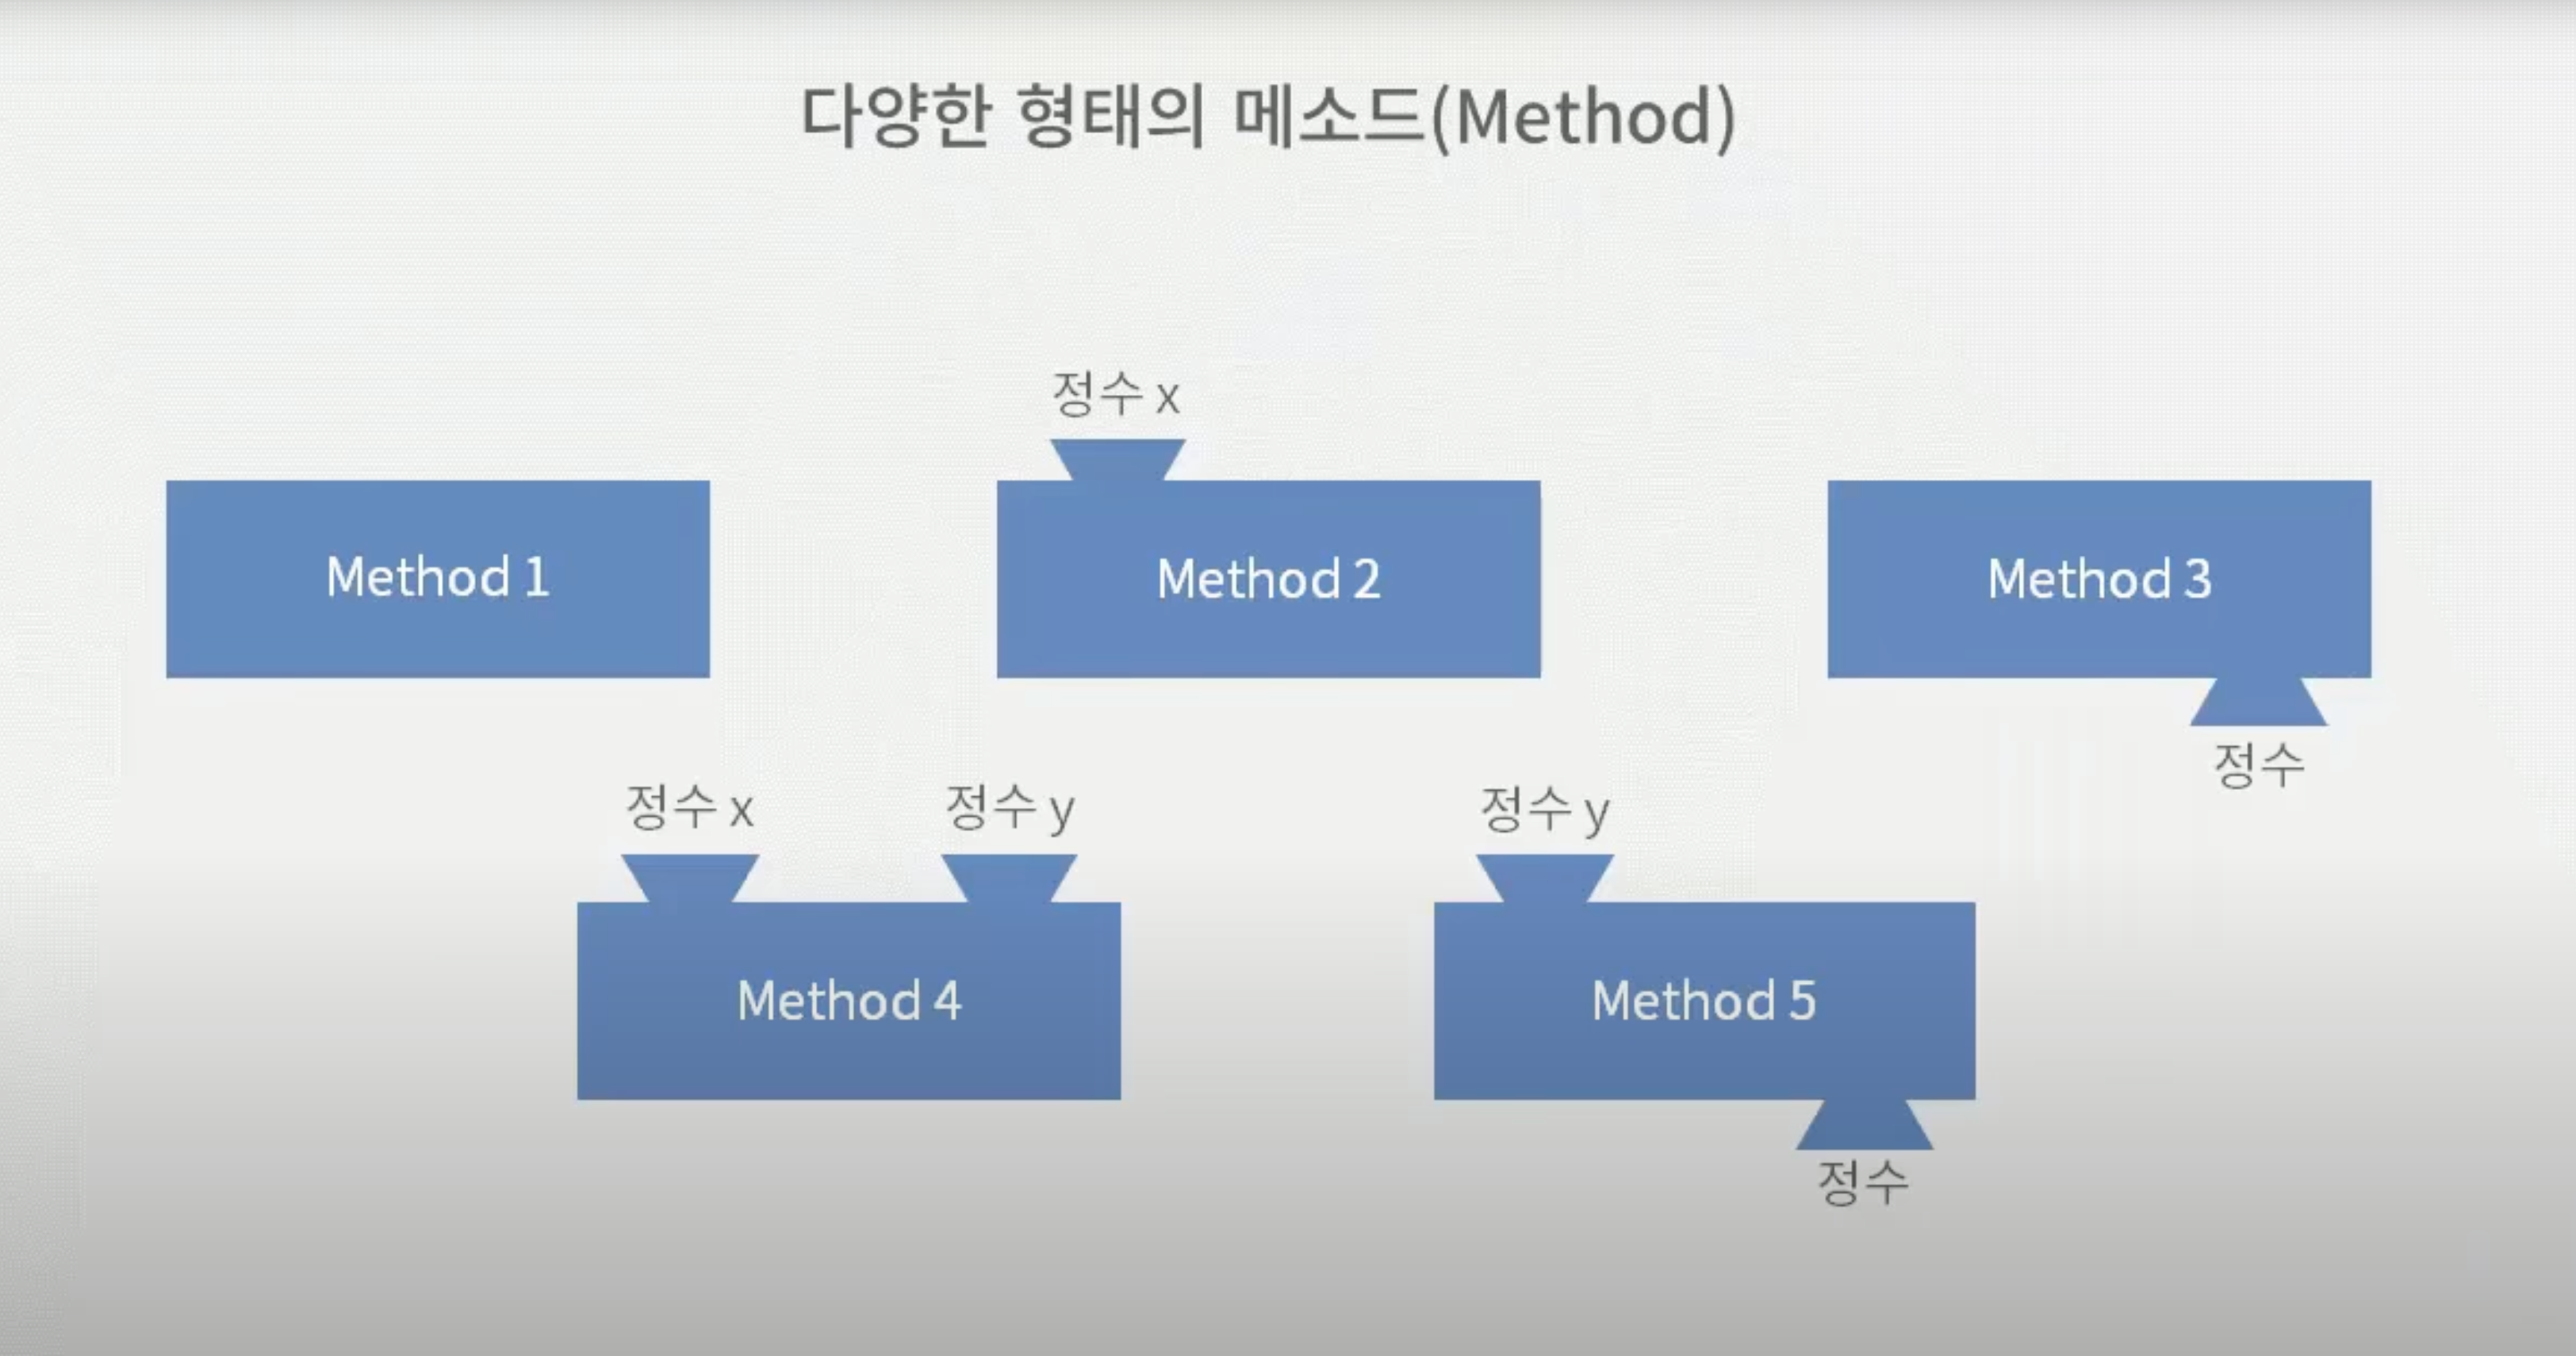 다양한 형태의 메소드(Method)
정수 x
Method 1
Method 2
Method 3
정수
정수 x
정수 y
정수 y
Method 4
Method 5
정수